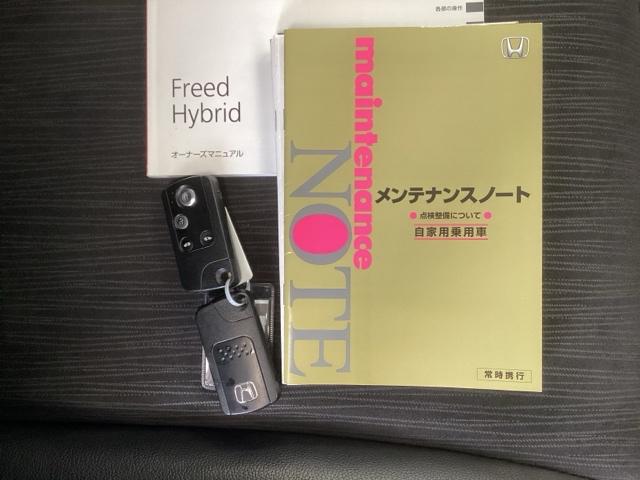 各部の操作
Freed
Hybrid
オーナーズマニュアル
maintenance
NOTE
メンテナンスノート
● 点検整備について ●
自家用乗用車
常時携行